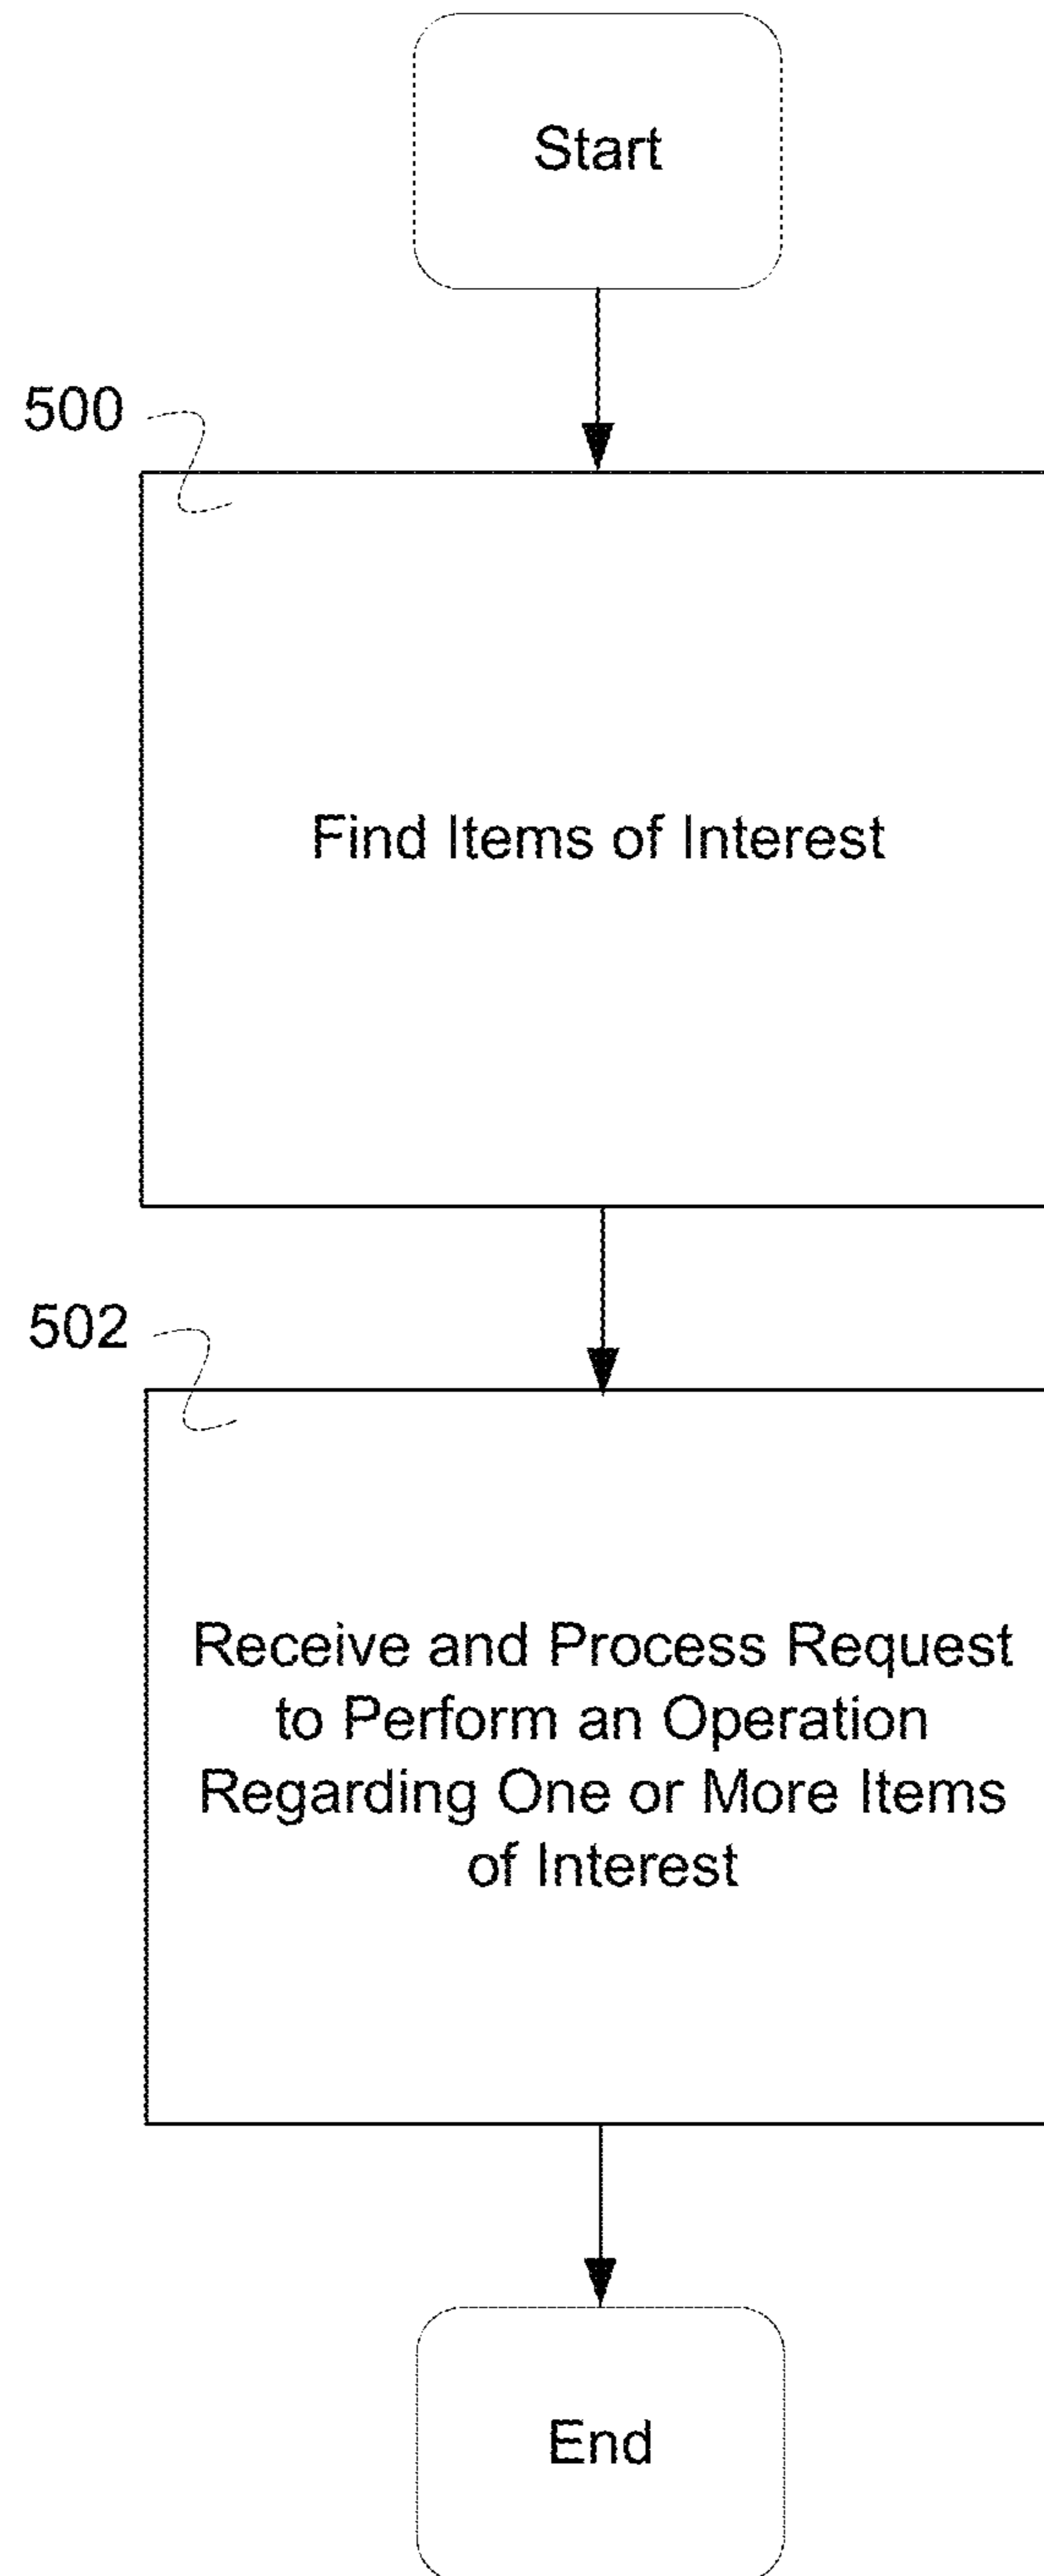 Start
500
Find Items of Interest
502
Receive and Process Request
to Perform an Operation
Regarding One or More Items
of Interest
End